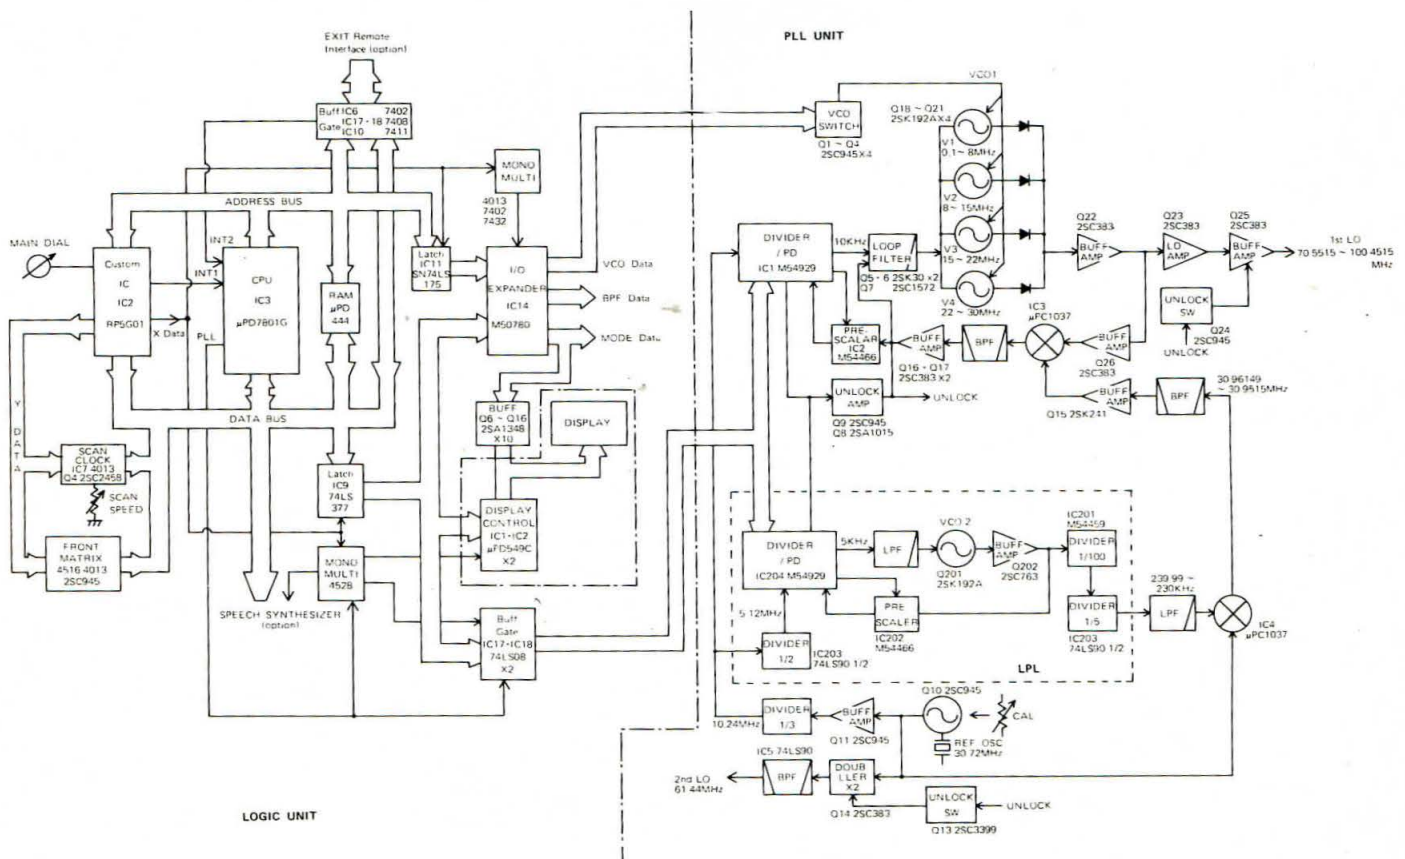 EXIT Remote
Interface (option)
Buff IC6 7402
IC17 - 18 7408
Gate IC10 7411
MONO
MULTI
4013
7402
7432
ADDRESS BUS
MAIN DIAL
INT2
Custom
IC
IC2
RP5G01
INT1
CPU
IC3
µPD7801G
X Data
PLL
RAM
µPD
444
Latch
IC11
SN74LS
175
I/O
EXPANDER
IC14
M50780
VCO Data
BPF Data
MODE Data
DATA BUS
Y DATA
SCAN
CLOCK
IC7 4013
Q4 2SC2458
SCAN
SPEED
FRONT
MATRIX
4516 4013
2SC945
Latch
IC9
74LS
377
MONO
MULTI
4528
SPEECH SYNTHESIZER
(option)
BUFF
Q6 ~ Q16
2SA1348
X10
DISPLAY
DISPLAY
CONTROL
IC1 - IC2
µPD549C
X2
Buff
Gate
IC17 - IC18
74LS08
X2
LOGIC UNIT
PLL UNIT
VCO1
VCO
SWITCH
Q1 ~ Q4
2SC945X4
Q18 ~ Q21
2SK192AX4
V1
0.1 ~ 8MHz
V2
8 ~ 15MHz
V3
15 ~ 22MHz
V4
22 ~ 30MHz
DIVIDER
/ PD
IC1 M54929
10KHz
LOOP
FILTER
Q5 - 6 2SK30 x2
Q7 2SC1572
Q22
2SC383
BUFF
AMP
Q23
2SC383
LO
AMP
Q25
2SC383
BUFF
AMP
1st LO
70.5515 ~ 100.4515
MHz
UNLOCK
SW
Q24
2SC945
UNLOCK
PRE-
SCALAR
IC2
M54466
BUFF
AMP
Q16 - Q17
2SC383 X2
BPF
IC3
µPC1037
BUFF
AMP
Q26
2SC383
UNLOCK
AMP
Q9 2SC945
Q8 2SA1015
UNLOCK
BUFF
AMP
Q15 2SK241
BPF
30.96149
~ 30.9515MHz
DIVIDER
/ PD
IC204 M54929
5KHz
LPF
VCO 2
Q201
2SK192A
BUFF
AMP
Q202
2SC763
IC201
M54459
DIVIDER
1/100
PRE
SCALER
IC202
M54466
DIVIDER
1/5
IC203
74LS90 1/2
5.12MHz
DIVIDER
1/2
IC203
74LS90 1/2
LPL
239.99 ~
230KHz
LPF
IC4
µPC1037
10.24MHz
DIVIDER
1/3
BUFF
AMP
Q11 2SC945
Q10 2SC945
CAL
REF OSC
30.72MHz
IC5 74LS90
2nd LO
61.44MHz
BPF
DOUB
LLER
X2
Q14 2SC383
UNLOCK
SW
UNLOCK
Q13 2SC3399